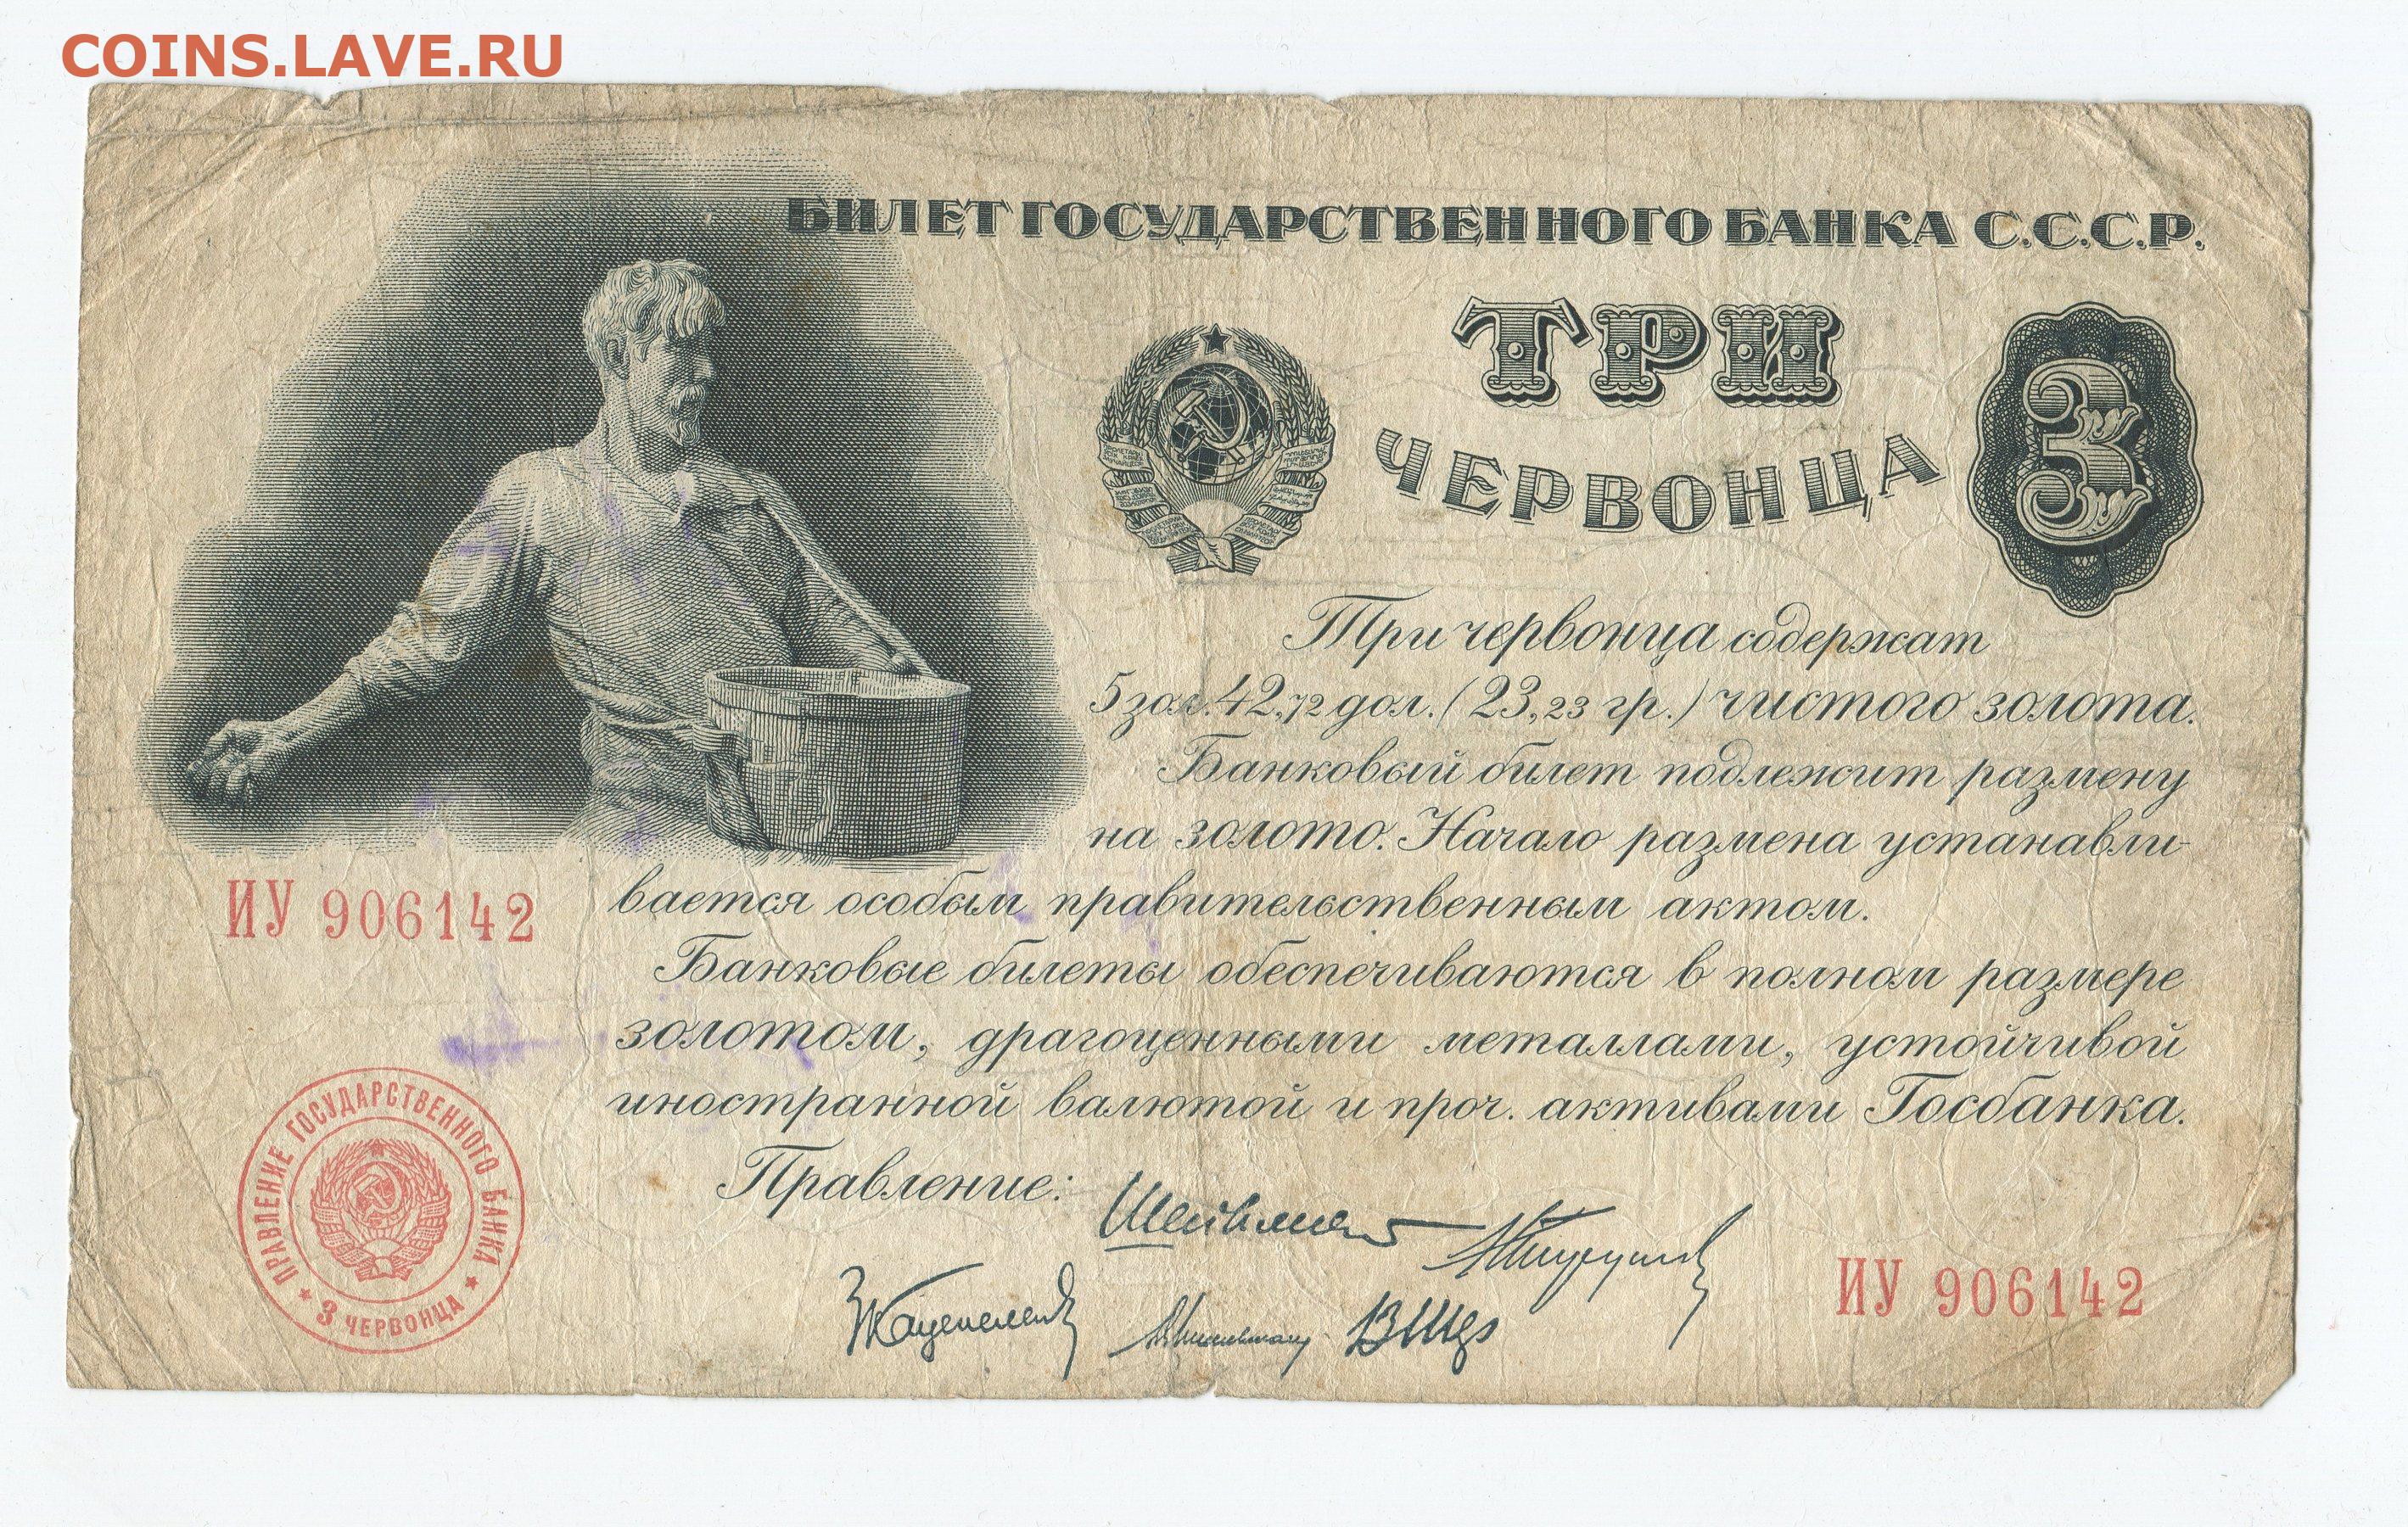 COINS.LAVE.RU
БИЛЕТ ГОСУДАРСТВЕННОГО БАНКА С.С.С.Р.
ТРИ
ЧЕРВОНЦА
3
Три червонца содержат
5 зол. 42,72 дол. (23,23 гр.) чистого золота.
Банковый билет подлежит размену
на золото. Начало размена устанавли-
вается особым правительственным актом.
Банковые билеты обеспечиваются в полном размере
золотом, драгоценными металлами, устойчивой
иностранной валютой и проч. активами Госбанка.
Правление:
ИУ 906142
ПРАВЛЕНИЕ ГОСУДАРСТВЕННОГО БАНКА
3 ЧЕРВОНЦА
ИУ 906142